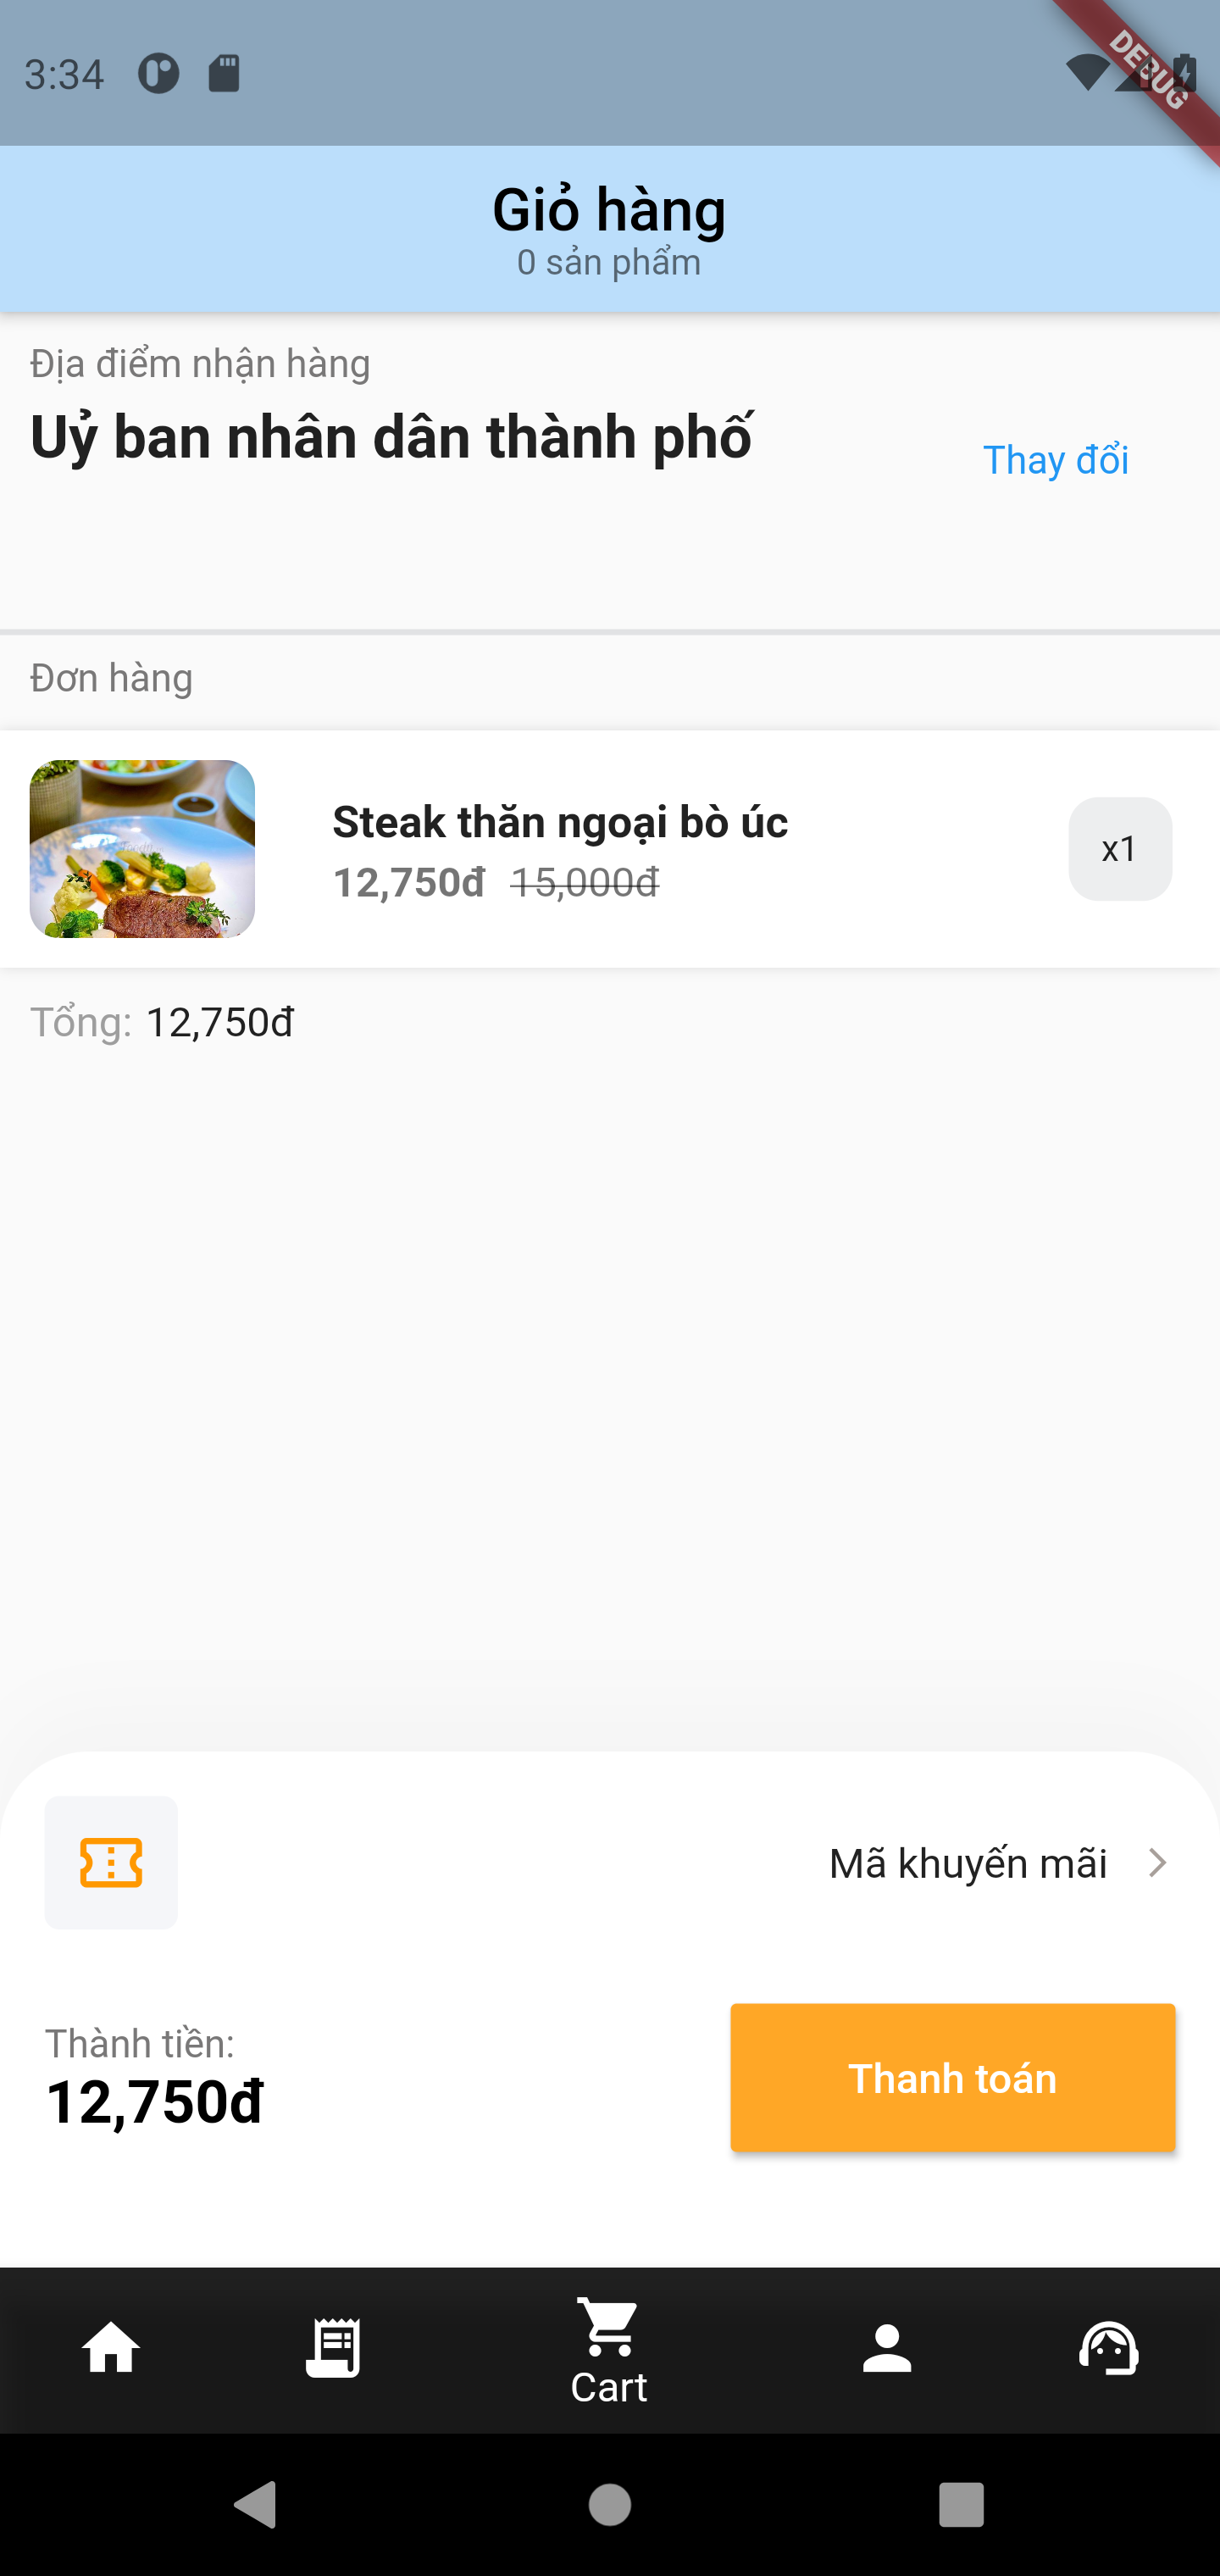 3:34
DEBUG
Giỏ hàng
0 sản phẩm
Địa điểm nhận hàng
Uỷ ban nhân dân thành phố
Thay đổi
Đơn hàng
Steak thăn ngoại bò úc
x1
12,750đ 15,000đ
Tổng: 12,750đ
Mã khuyến mãi
Thành tiền:
12,750đ
Thanh toán
Cart